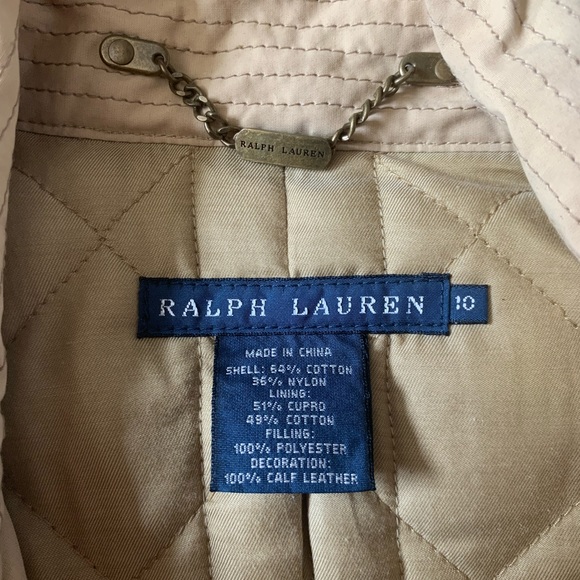 RALPH LAUREN
RALPH LAUREN 10
MADE IN CHINA
SHELL: 64% COTTON
36% NYLON
LINING:
51% CUPRO
49% COTTON
FILLING:
100% POLYESTER
DECORATION:
100% CALF LEATHER